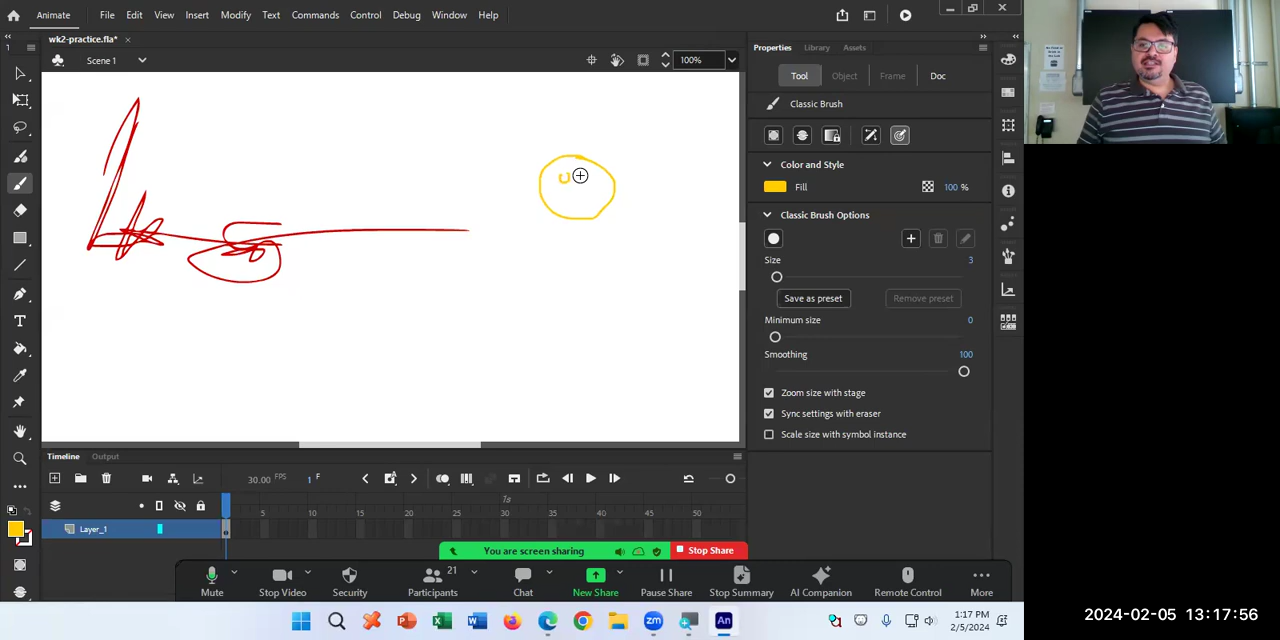 Animate File Edit View Insert Modify Text Commands Control Debug Window Help
wk2-practice.fla* ×
1 Scene 1 100%
Properties Library Assets
Tool Object Frame Doc
Classic Brush
Color and Style
Fill 100 %
Classic Brush Options
Size 3
Save as preset Remove preset
Minimum size 0
Smoothing 100
Zoom size with stage
Sync settings with eraser
Scale size with symbol instance
Timeline Output
30.00 FPS 1 F
1s
5 10 15 20 25 30 35 40 45 50
Layer_1
You are screen sharing Stop Share
21
Mute Stop Video Security Participants Chat New Share Pause Share Stop Summary AI Companion Remote Control More
1:17 PM
2/5/2024
2024-02-05 13:17:56